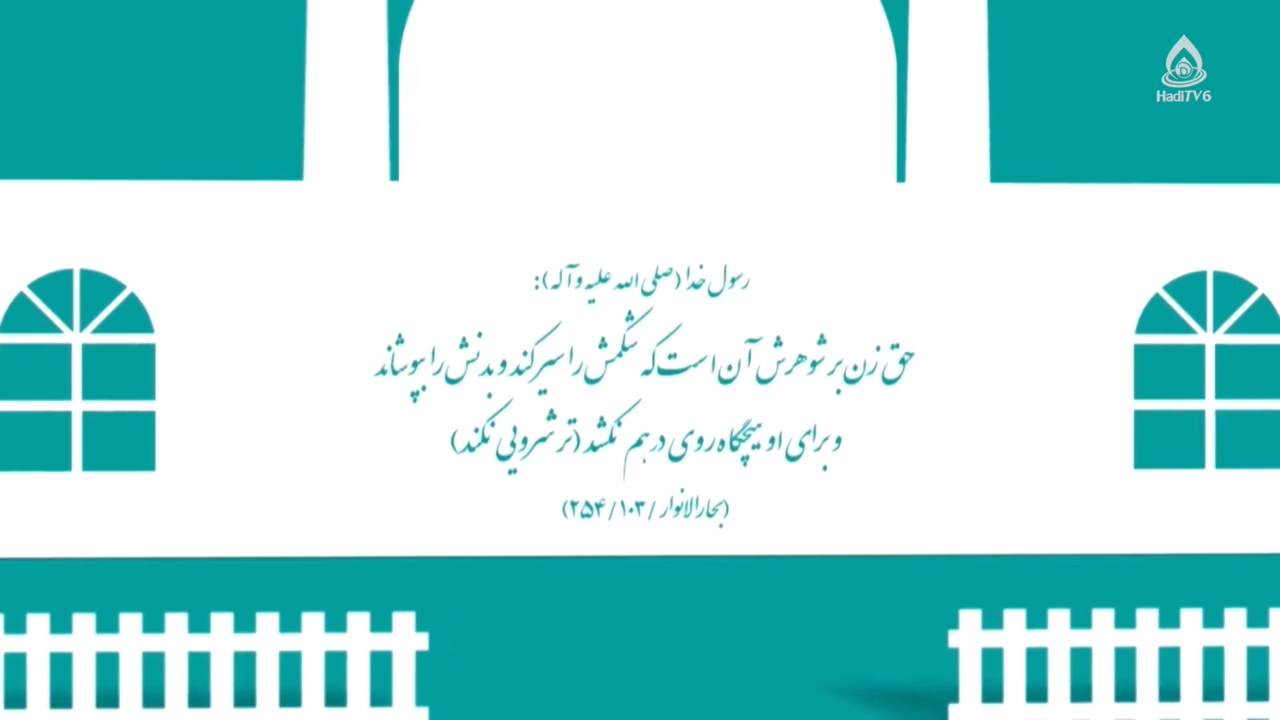 HadiTV6
رسول خدا (صلی الله علیه و آله):
حق زن بر شوهرش آن است که شکمش را سیر کند و بدنش را بپوشاند
و برای او هیچگاه روی درهم نکشد (ترشرویی نکند)
(بحارالانوار / ۱۰۳ / ۲۵۴)